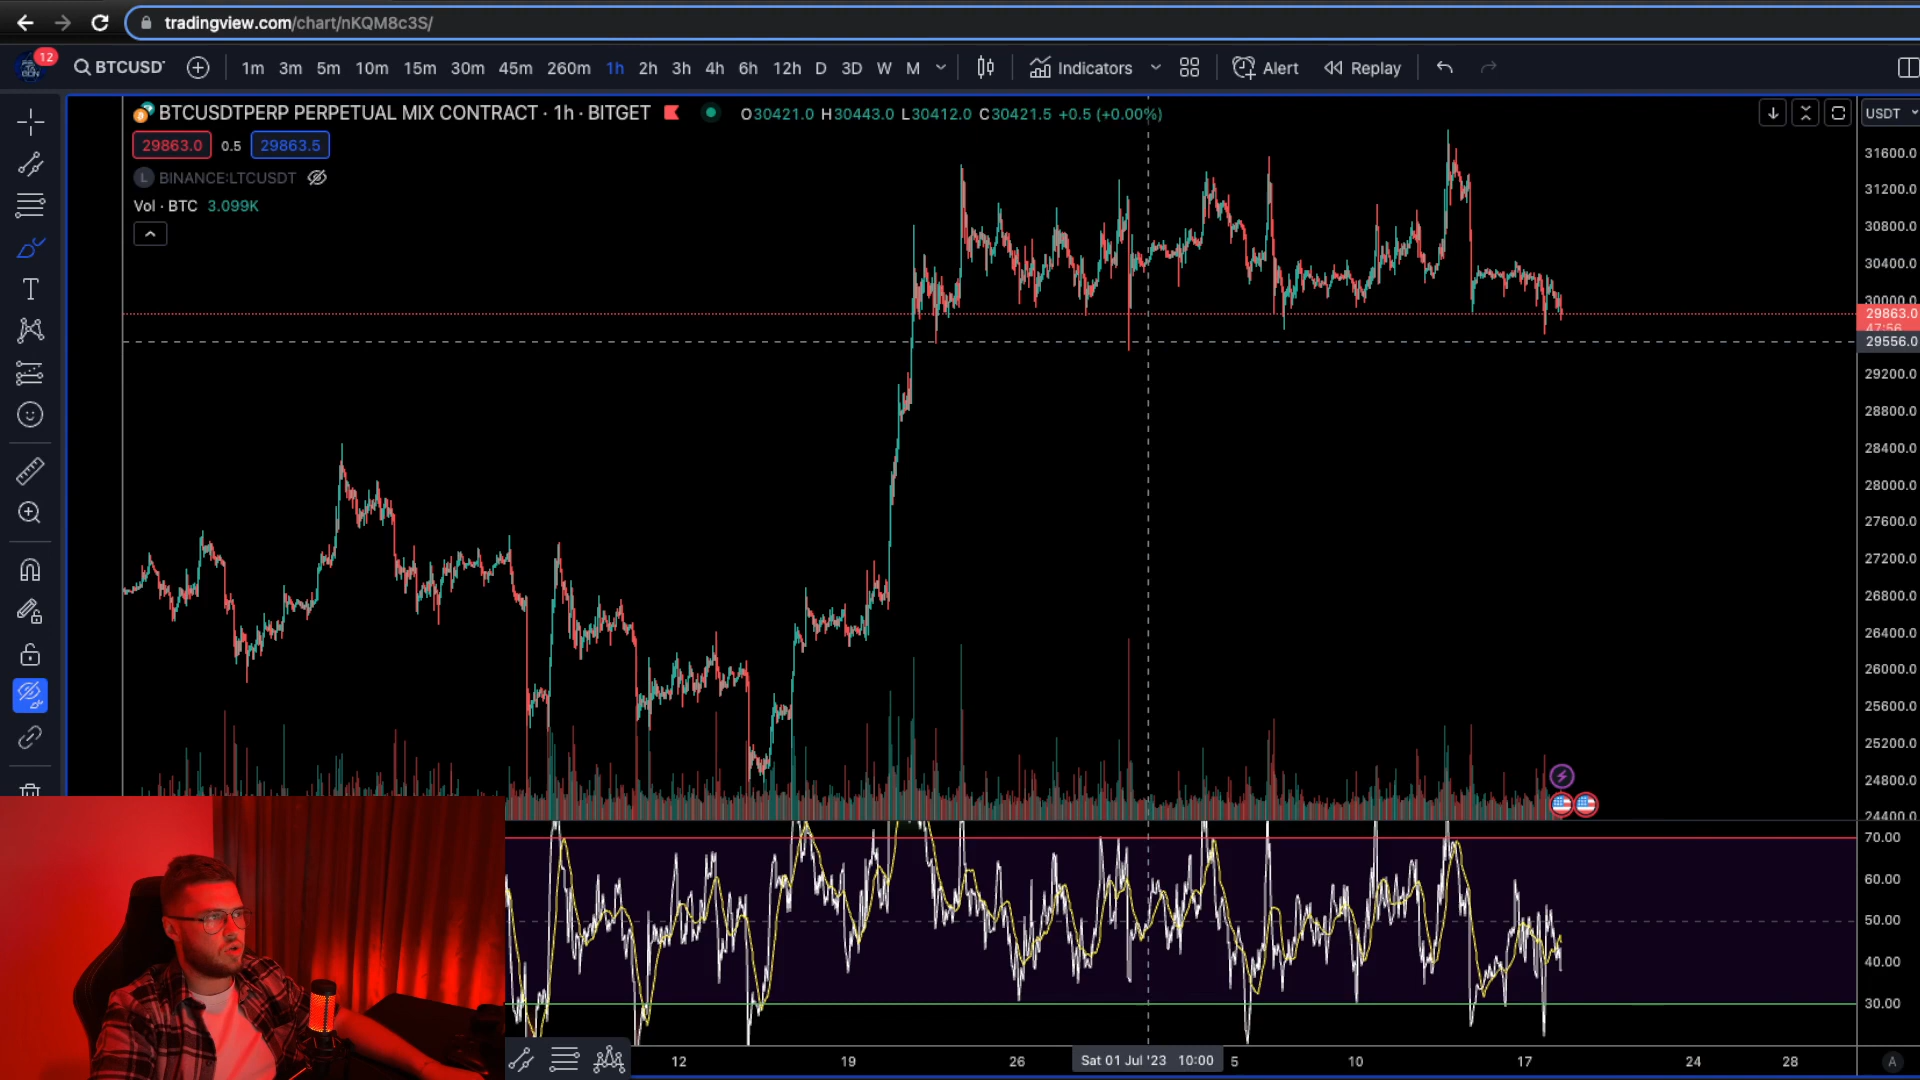 tradingview.com/chart/nKQM8c3S/
12
BTCUSDT
1m 3m 5m 10m 15m 30m 45m 260m 1h 2h 3h 4h 6h 12h D 3D W M
Indicators
Alert
Replay
BTCUSDTPERP PERPETUAL MIX CONTRACT · 1h · BITGET
O30421.0 H30443.0 L30412.0 C30421.5 +0.5 (+0.00%)
USDT
29863.0 0.5 29863.5
L BINANCE:LTCUSDT
Vol · BTC 3.099K
31600.0
31200.0
30800.0
30400.0
30000.0
29863.0
47:56
29556.0
29200.0
28800.0
28400.0
28000.0
27600.0
27200.0
26800.0
26400.0
26000.0
25600.0
25200.0
24800.0
24400.0
70.00
60.00
50.00
40.00
30.00
12 19 26 Sat 01 Jul '23 10:00 5 10 17 24 28
A